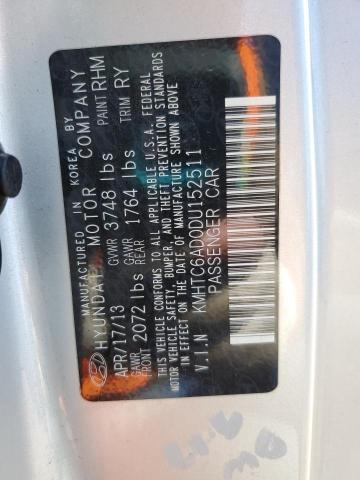 MANUFACTURED IN KOREA BY
HYUNDAI MOTOR COMPANY
APR/17/13 GVWR 3748 lbs PAINT RHM
GAWR FRONT 2072 lbs GAWR REAR 1764 lbs TRIM RY
THIS VEHICLE CONFORMS TO ALL APPLICABLE U.S.A. FEDERAL
MOTOR VEHICLE SAFETY, BUMPER, AND THEFT PREVENTION STANDARDS
IN EFFECT ON THE DATE OF MANUFACTURE SHOWN ABOVE
V.I.N KMHTC6AD0DU152511
PASSENGER CAR